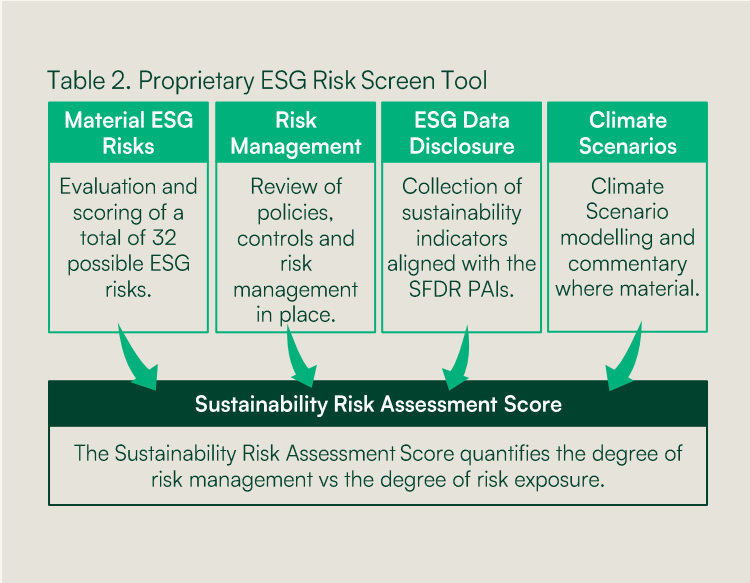 Table 2. Proprietary ESG Risk Screen Tool
Material ESG
Risks
Evaluation and
scoring of a
total of 32
possible ESG
risks.
Risk
Management
Review of
policies,
controls and
risk
management
in place.
ESG Data
Disclosure
Collection of
sustainability
indicators
aligned with the
SFDR PAIs.
Climate
Scenarios
Climate
Scenario
modelling and
commentary
where material.
Sustainability Risk Assessment Score
The Sustainability Risk Assessment Score quantifies the degree of
risk management vs the degree of risk exposure.